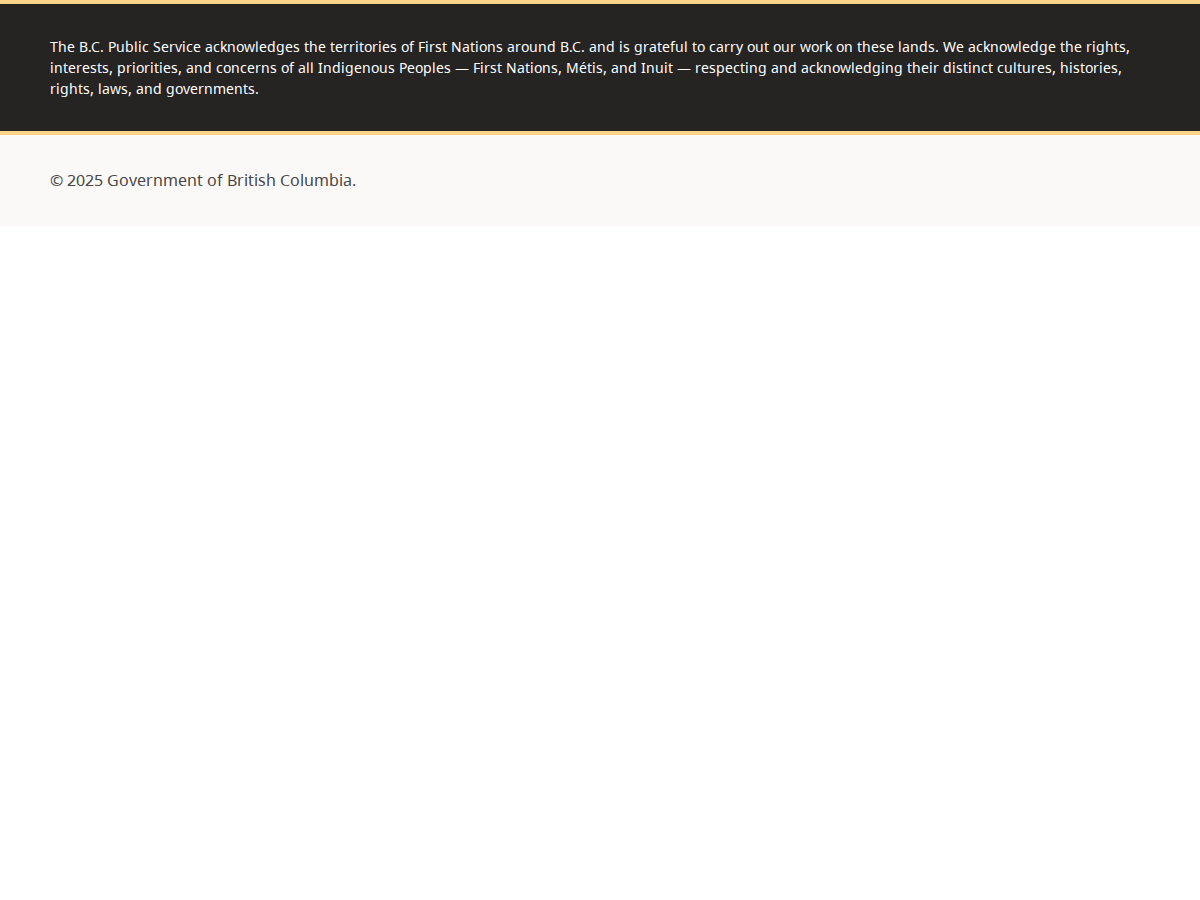 The B.C. Public Service acknowledges the territories of First Nations around B.C. and is grateful to carry out our work on these lands. We acknowledge the rights,
interests, priorities, and concerns of all Indigenous Peoples — First Nations, Métis, and Inuit — respecting and acknowledging their distinct cultures, histories,
rights, laws, and governments.
© 2025 Government of British Columbia.